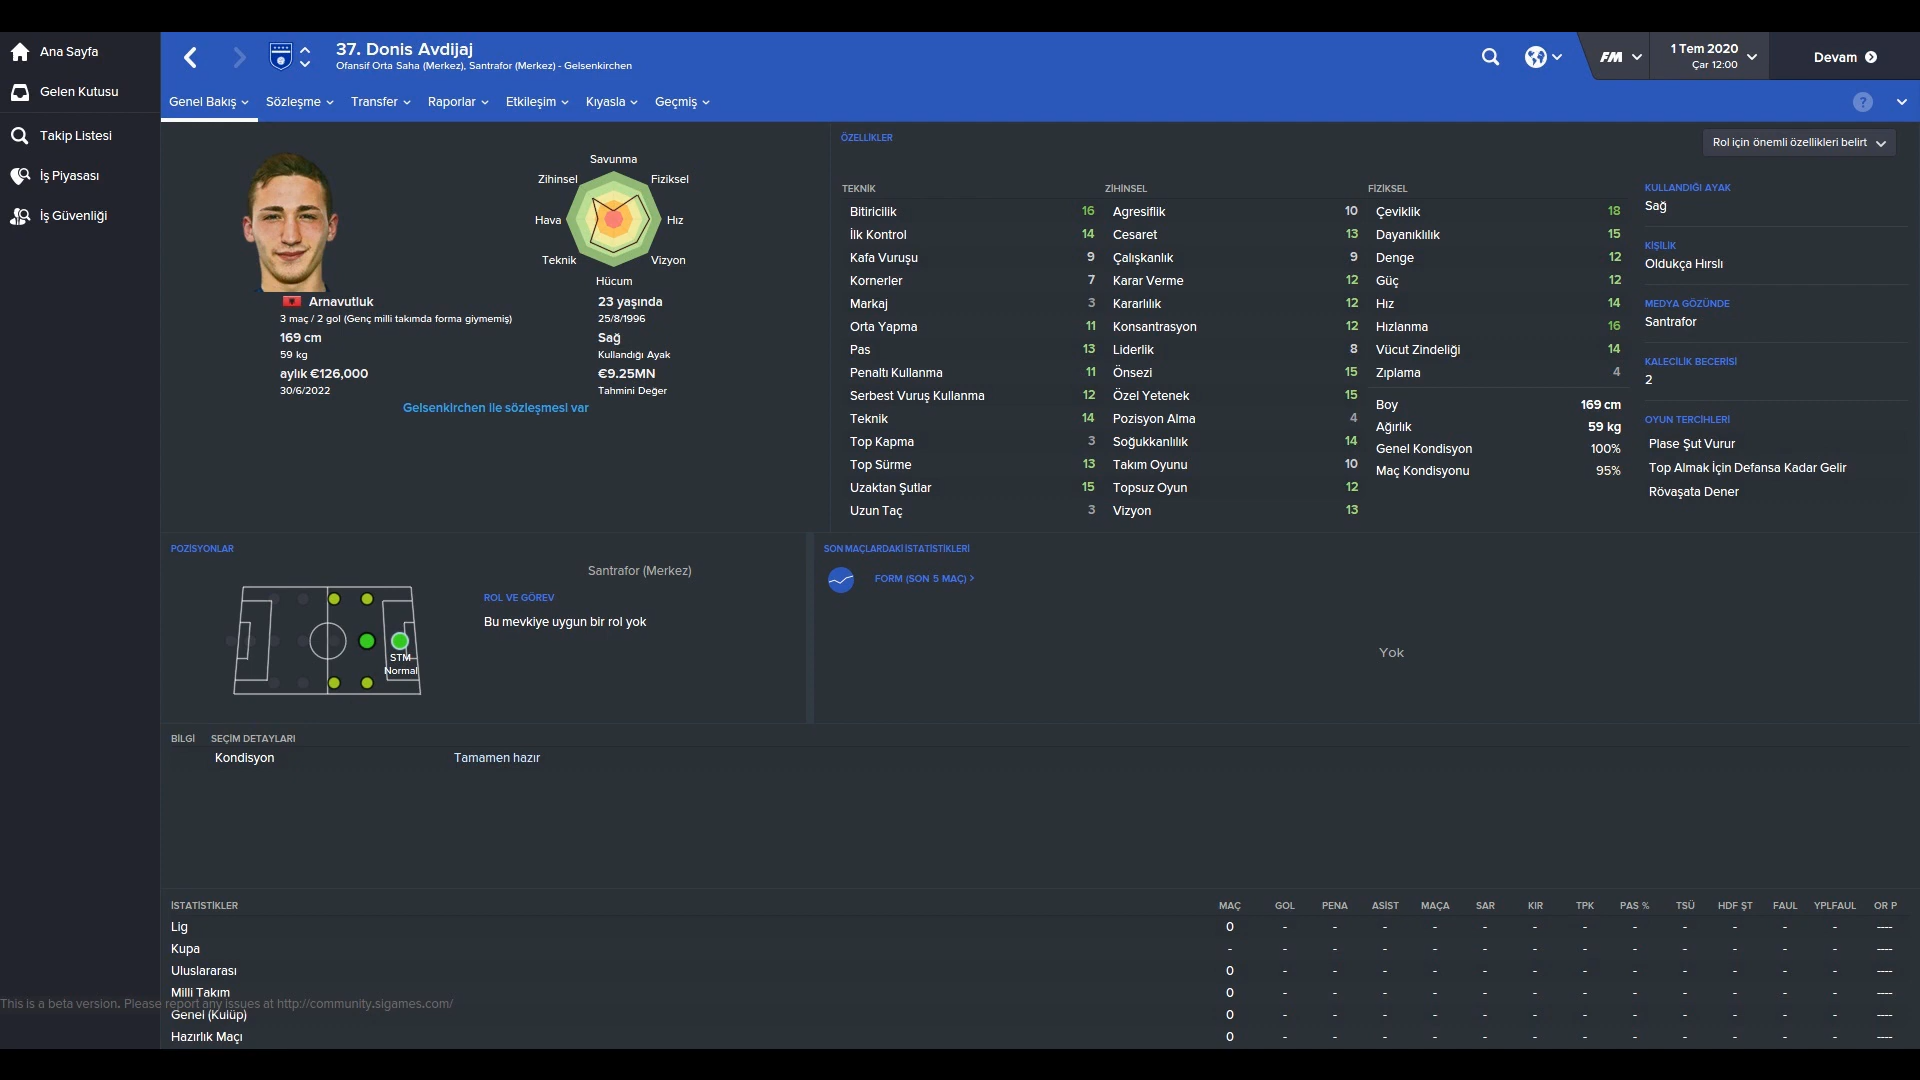 Ana Sayfa
Gelen Kutusu
Takip Listesi
İş Piyasası
İş Güvenliği
37. Donis Avdijaj
Ofansif Orta Saha (Merkez), Santrafor (Merkez) - Gelsenkirchen
FM
1 Tem 2020
Çar 12:00
Devam
Genel Bakış Sözleşme Transfer Raporlar Etkileşim Kıyasla Geçmiş
?
Savunma
Zihinsel Fiziksel
Hava Hız
Teknik Vizyon
Hücum
Arnavutluk
3 maç / 2 gol (Genç milli takımda forma giymemiş)
169 cm
59 kg
aylık €126,000
30/6/2022
23 yaşında
25/8/1996
Sağ
Kullandığı Ayak
€9.25MN
Tahmini Değer
Gelsenkirchen ile sözleşmesi var
ÖZELLİKLER
Rol için önemli özellikleri belirt
TEKNİK
Bitiricilik 16
İlk Kontrol 14
Kafa Vuruşu 9
Kornerler 7
Markaj 3
Orta Yapma 11
Pas 13
Penaltı Kullanma 11
Serbest Vuruş Kullanma 12
Teknik 14
Top Kapma 3
Top Sürme 13
Uzaktan Şutlar 15
Uzun Taç 3
ZİHİNSEL
Agresiflik 10
Cesaret 13
Çalışkanlık 9
Karar Verme 12
Kararlılık 12
Konsantrasyon 12
Liderlik 8
Önsezi 15
Özel Yetenek 15
Pozisyon Alma 4
Soğukkanlılık 14
Takım Oyunu 10
Topsuz Oyun 12
Vizyon 13
FİZİKSEL
Çeviklik 18
Dayanıklılık 15
Denge 12
Güç 12
Hız 14
Hızlanma 16
Vücut Zindeliği 14
Zıplama 4
Boy 169 cm
Ağırlık 59 kg
Genel Kondisyon 100%
Maç Kondisyonu 95%
KULLANDIĞI AYAK
Sağ
KİŞİLİK
Oldukça Hırslı
MEDYA GÖZÜNDE
Santrafor
KALECİLİK BECERİSİ
2
OYUN TERCİHLERİ
Plase Şut Vurur
Top Almak İçin Defansa Kadar Gelir
Rövaşata Dener
POZİSYONLAR
STM
Normal
Santrafor (Merkez)
ROL VE GÖREV
Bu mevkiye uygun bir rol yok
SON MAÇLARDAKİ İSTATİSTİKLERİ
FORM (SON 5 MAÇ) >
Yok
BİLGİ SEÇİM DETAYLARI
Kondisyon Tamamen hazır
İSTATİSTİKLER MAÇ GOL PENA ASİST MAÇA SAR KIR TPK PAS % TSÜ HDF ŞT FAUL YPLFAUL OR P
Lig 0 - - - - - - - - - - - - ----
Kupa - - - - - - - - - - - - - ----
Uluslararası 0 - - - - - - - - - - - - ----
Milli Takım 0 - - - - - - - - - - - - ----
This is a beta version. Please report any issues at http://community.sigames.com/
Genel (Kulüp) 0 - - - - - - - - - - - - ----
Hazırlık Maçı 0 - - - - - - - - - - - - ----